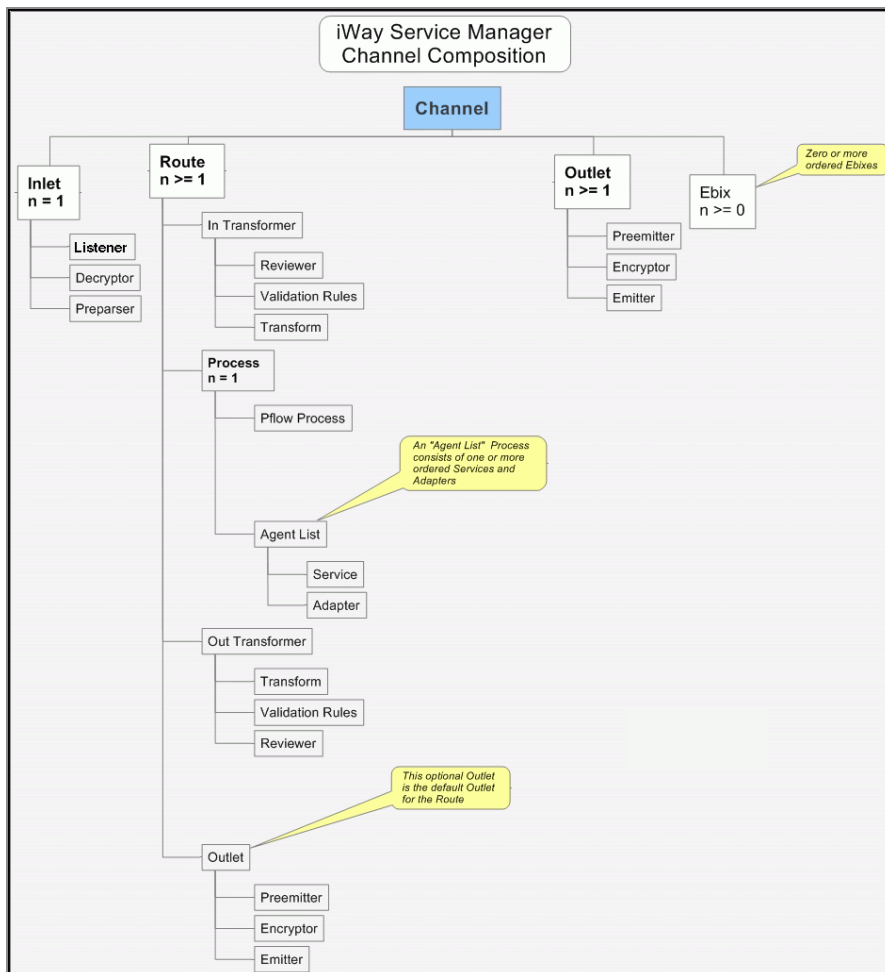 iWay Service Manager
Channel Composition
Channel
Inlet
n = 1
Listener
Decryptor
Preparser
Route
n >= 1
In Transformer
Reviewer
Validation Rules
Transform
Process
n = 1
Pflow Process
An "Agent List" Process
consists of one or more
ordered Services and
Adapters
Agent List
Service
Adapter
Out Transformer
Transform
Validation Rules
Reviewer
This optional Outlet
is the default Outlet
for the Route
Outlet
Preemitter
Encryptor
Emitter
Outlet
n >= 1
Preemitter
Encryptor
Emitter
Ebix
n >= 0
Zero or more
ordered Ebixes